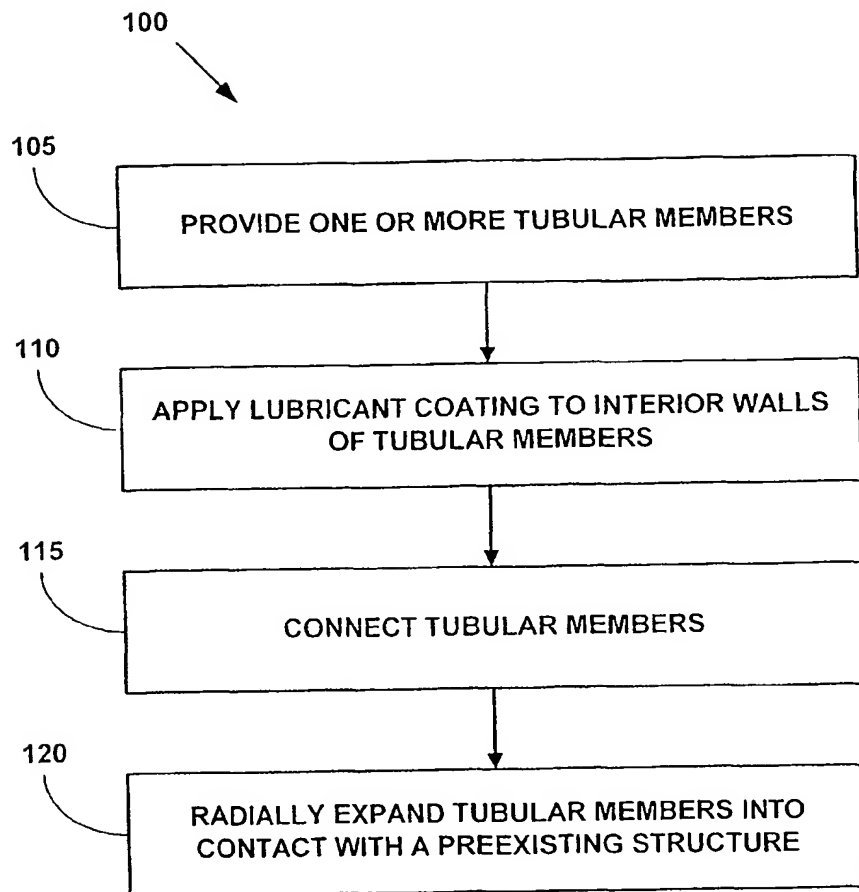 100
105
PROVIDE ONE OR MORE TUBULAR MEMBERS
110
APPLY LUBRICANT COATING TO INTERIOR WALLS
OF TUBULAR MEMBERS
115
CONNECT TUBULAR MEMBERS
120
RADIALLY EXPAND TUBULAR MEMBERS INTO
CONTACT WITH A PREEXISTING STRUCTURE